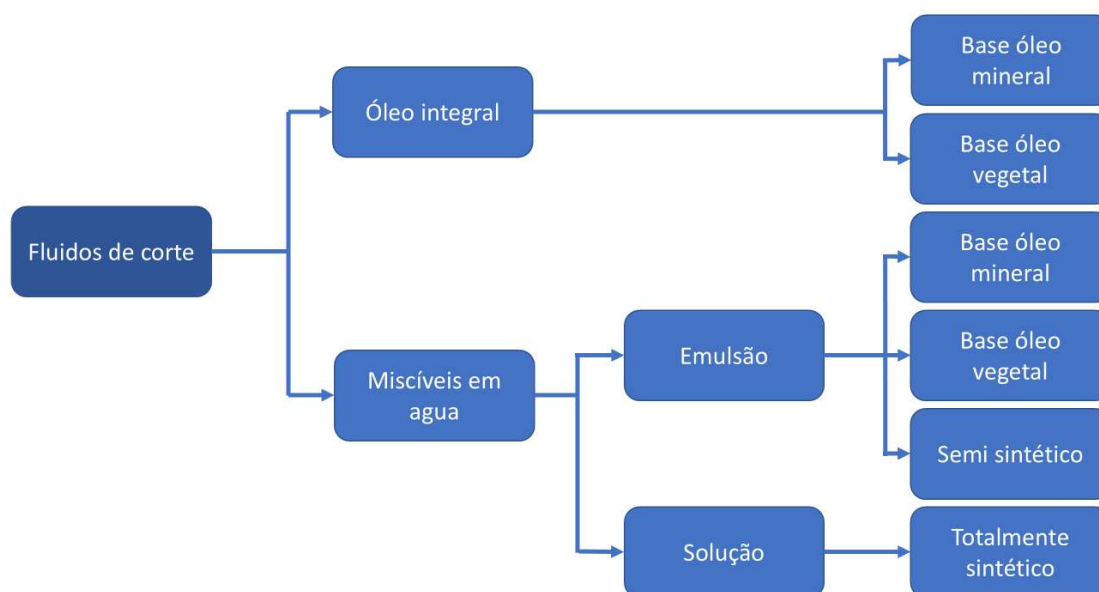 Base óleo
mineral
Óleo integral
Base óleo
vegetal
Fluidos de corte
Base óleo
mineral
Emulsão
Base óleo
vegetal
Miscíveis em
agua
Semi sintético
Solução
Totalmente
sintético